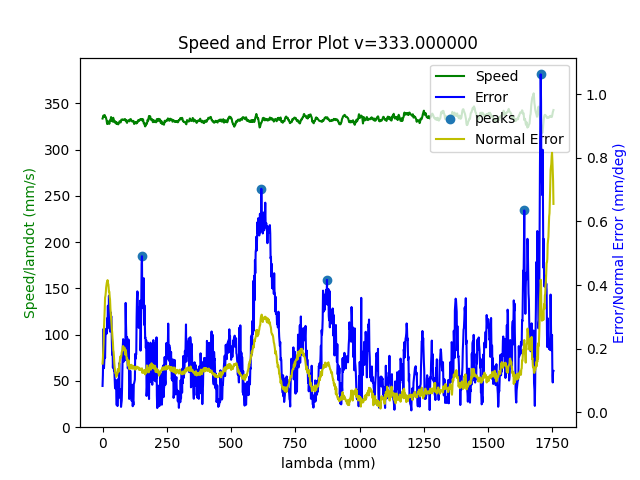 Speed and Error Plot v=333.000000
Speed
Error
peaks
Normal Error
Speed/lamdot (mm/s)
350
300
250
200
150
100
50
0
1.0
0.8
0.6
0.4
0.2
0.0
Error/Normal Error (mm/deg)
0 250 500 750 1000 1250 1500 1750
lambda (mm)